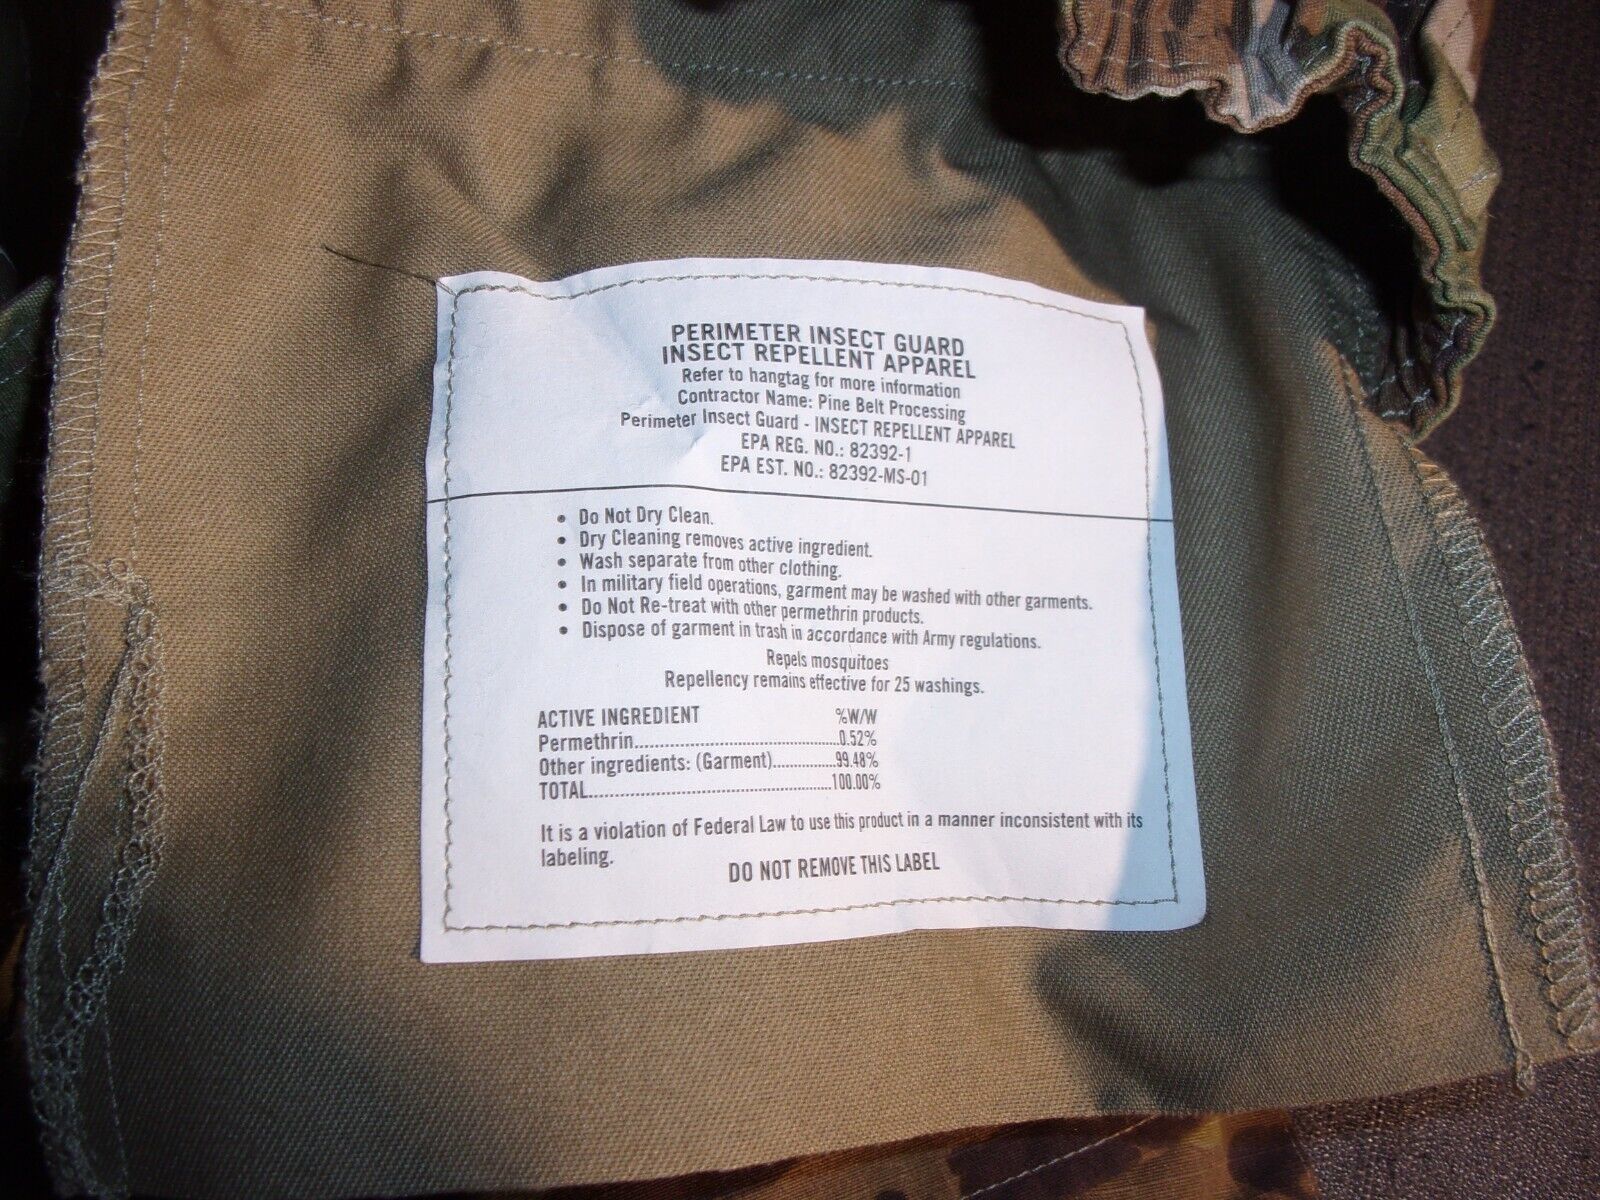 PERIMETER INSECT GUARD
INSECT REPELLENT APPAREL
Refer to hangtag for more information
Contractor Name: Pine Belt Processing
Perimeter Insect Guard - INSECT REPELLENT APPAREL
EPA REG. NO.: 82392-1
EPA EST. NO.: 82392-MS-01
• Do Not Dry Clean.
• Dry Cleaning removes active ingredient.
• Wash separate from other clothing.
• In military field operations, garment may be washed with other garments.
• Do Not Re-treat with other permethrin products.
• Dispose of garment in trash in accordance with Army regulations.
Repels mosquitoes
Repellency remains effective for 25 washings.
ACTIVE INGREDIENT %W/W
Permethrin.......................................0.52%
Other ingredients: (Garment)...............99.48%
TOTAL..............................................100.00%
It is a violation of Federal Law to use this product in a manner inconsistent with its
labeling.
DO NOT REMOVE THIS LABEL